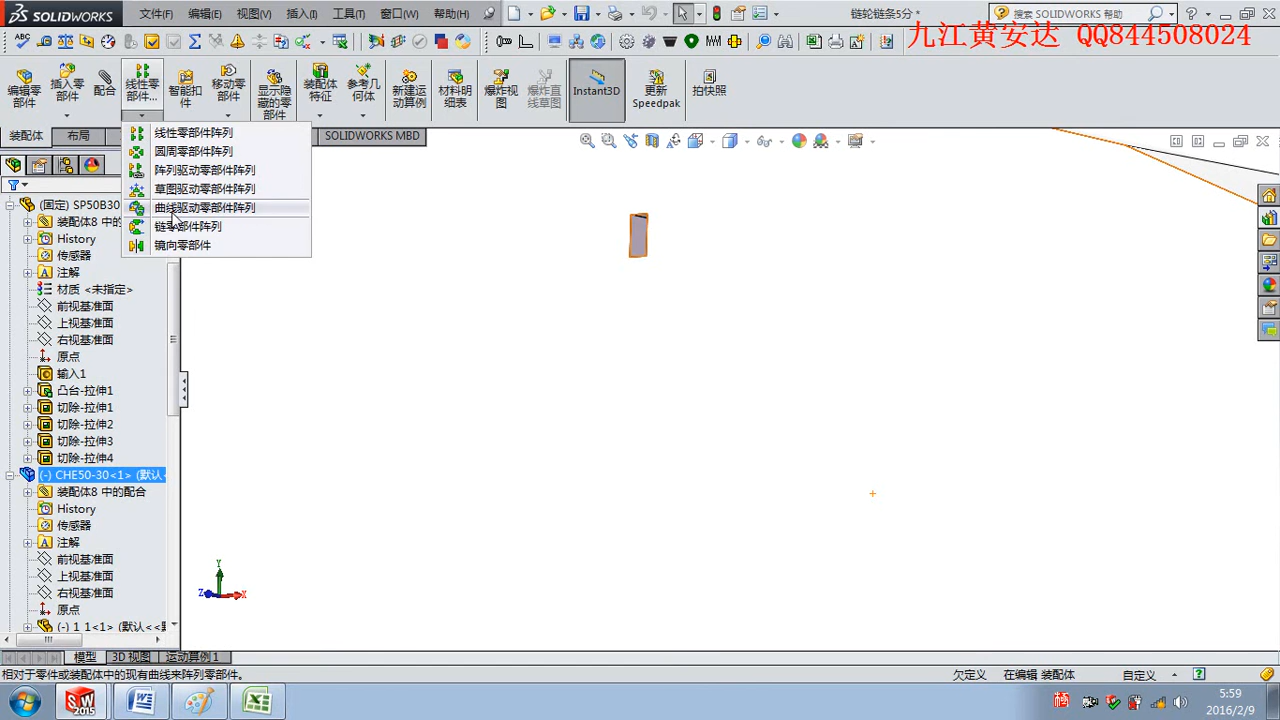 SOLIDWORKS
文件(F) 编辑(E) 视图(V) 插入(I) 工具(T) 窗口(W) 帮助(H)
链轮链条5分 *
搜索 SOLIDWORKS 帮助
九江黄安达 QQ844508024
编辑零部件
插入零部件
配合
线性零部件...
智能扣件
移动零部件
显示隐藏的零部件
装配体特征
参考几何体
新建运动算例
材料明细表
爆炸视图
爆炸直线草图
Instant3D
更新 Speedpak
拍快照
装配体 布局 SOLIDWORKS MBD
线性零部件阵列
圆周零部件阵列
阵列驱动零部件阵列
草图驱动零部件阵列
曲线驱动零部件阵列
链零部件阵列
镜向零部件
(固定) SP50B30
装配体8 中的
History
传感器
注解
材质 <未指定>
前视基准面
上视基准面
右视基准面
原点
输入1
凸台-拉伸1
切除-拉伸1
切除-拉伸2
切除-拉伸3
切除-拉伸4
(-) CHE50-30<1> (默认<
装配体8 中的配合
History
传感器
注解
前视基准面
上视基准面
右视基准面
原点
(-) 1_1<1> (默认<<
Y
Z
X
模型 3D 视图 运动算例1
相对于零件或装配体中的现有曲线来阵列零部件。
欠定义 在编辑 装配体 自定义
5:59
2016/2/9